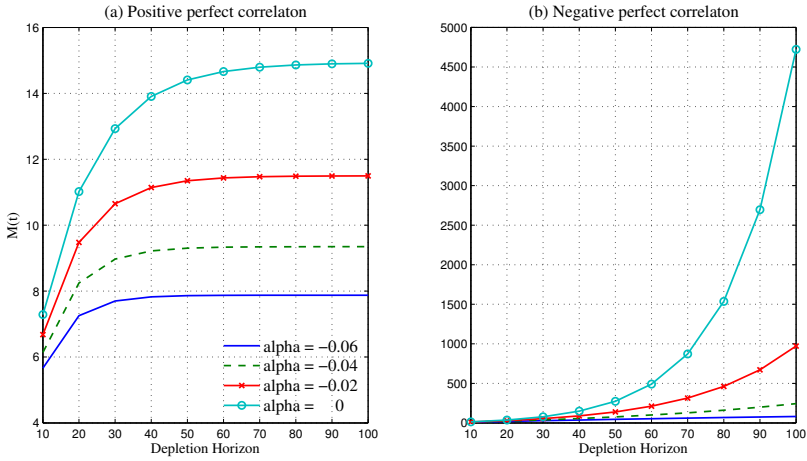 (a) Positive perfect correlaton
(b) Negative perfect correlaton
16
14
12
10
8
6
4
M(t)
10 20 30 40 50 60 70 80 90 100
Depletion Horizon
alpha = −0.06
alpha = −0.04
alpha = −0.02
alpha = 0
5000
4500
4000
3500
3000
2500
2000
1500
1000
500
0
10 20 30 40 50 60 70 80 90 100
Depletion Horizon